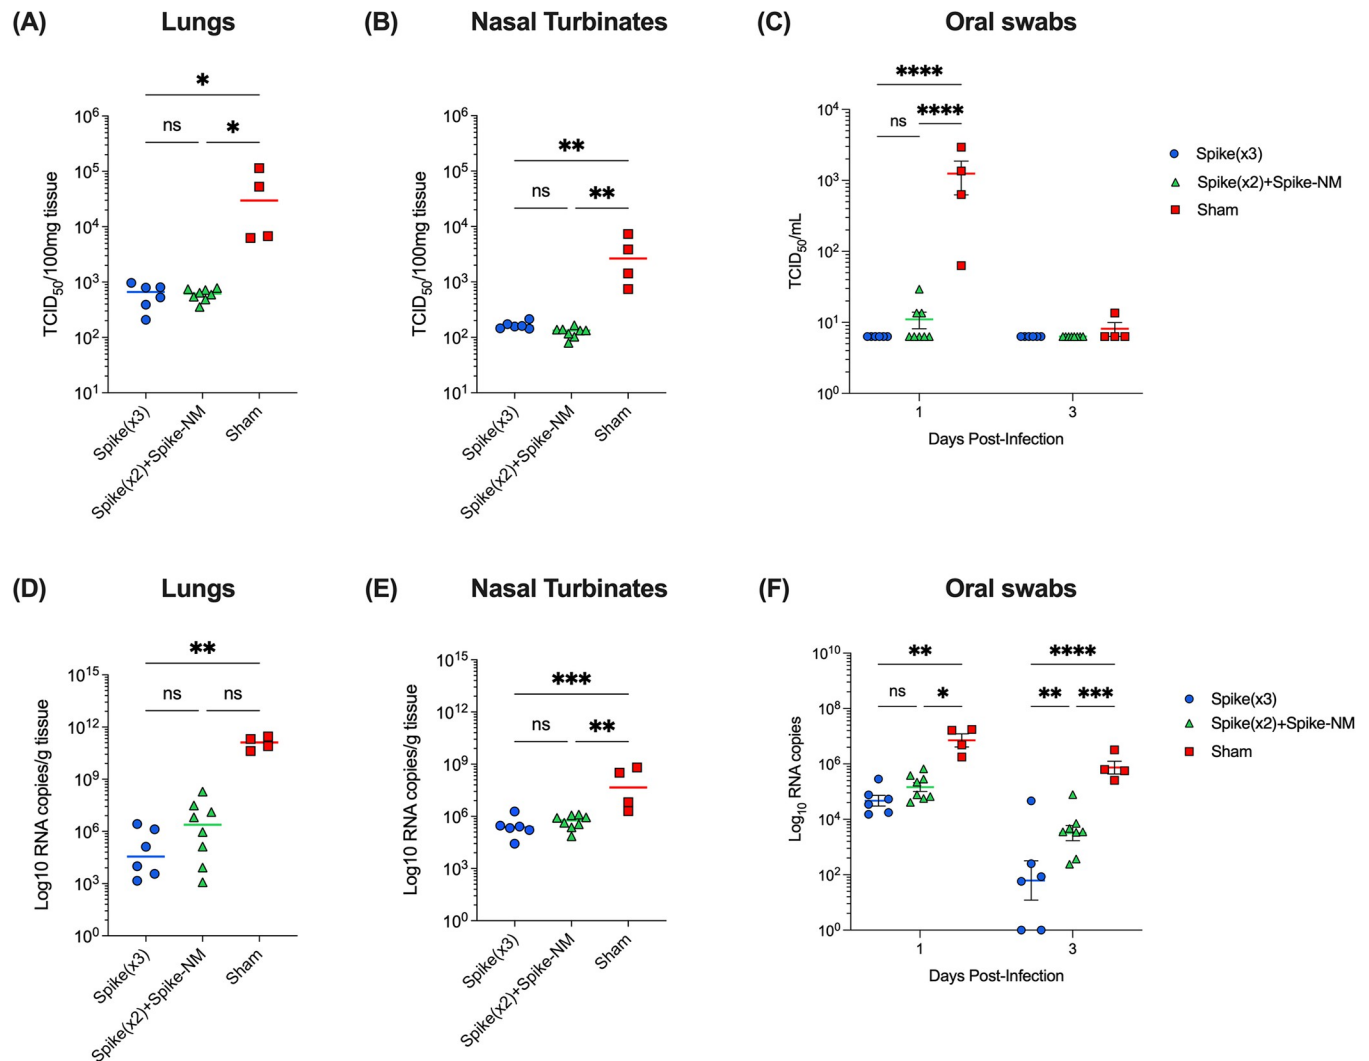 (A) Lungs
*
ns *
10⁶
10⁵
10⁴
10³
10²
10¹
TCID₅₀/100mg tissue
Spike(x3)
Spike(x2)+Spike-NM
Sham
(B) Nasal Turbinates
**
ns **
10⁶
10⁵
10⁴
10³
10²
10¹
TCID₅₀/100mg tissue
Spike(x3)
Spike(x2)+Spike-NM
Sham
(C) Oral swabs
****
ns ****
10⁴
10³
10²
10¹
10⁰
TCID₅₀/mL
1 3
Days Post-Infection
Spike(x3)
Spike(x2)+Spike-NM
Sham
(D) Lungs
**
ns ns
10¹⁵
10¹²
10⁹
10⁶
10³
10⁰
Log10 RNA copies/g tissue
Spike(x3)
Spike(x2)+Spike-NM
Sham
(E) Nasal Turbinates
***
ns **
10¹⁵
10¹²
10⁹
10⁶
10³
10⁰
Log10 RNA copies/g tissue
Spike(x3)
Spike(x2)+Spike-NM
Sham
(F) Oral swabs
** ****
ns * ** ***
10¹⁰
10⁸
10⁶
10⁴
10²
10⁰
Log₁₀ RNA copies
1 3
Days Post-Infection
Spike(x3)
Spike(x2)+Spike-NM
Sham